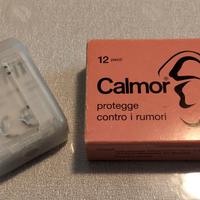 12 pezzi
Calmor®
protegge
contro i rumori